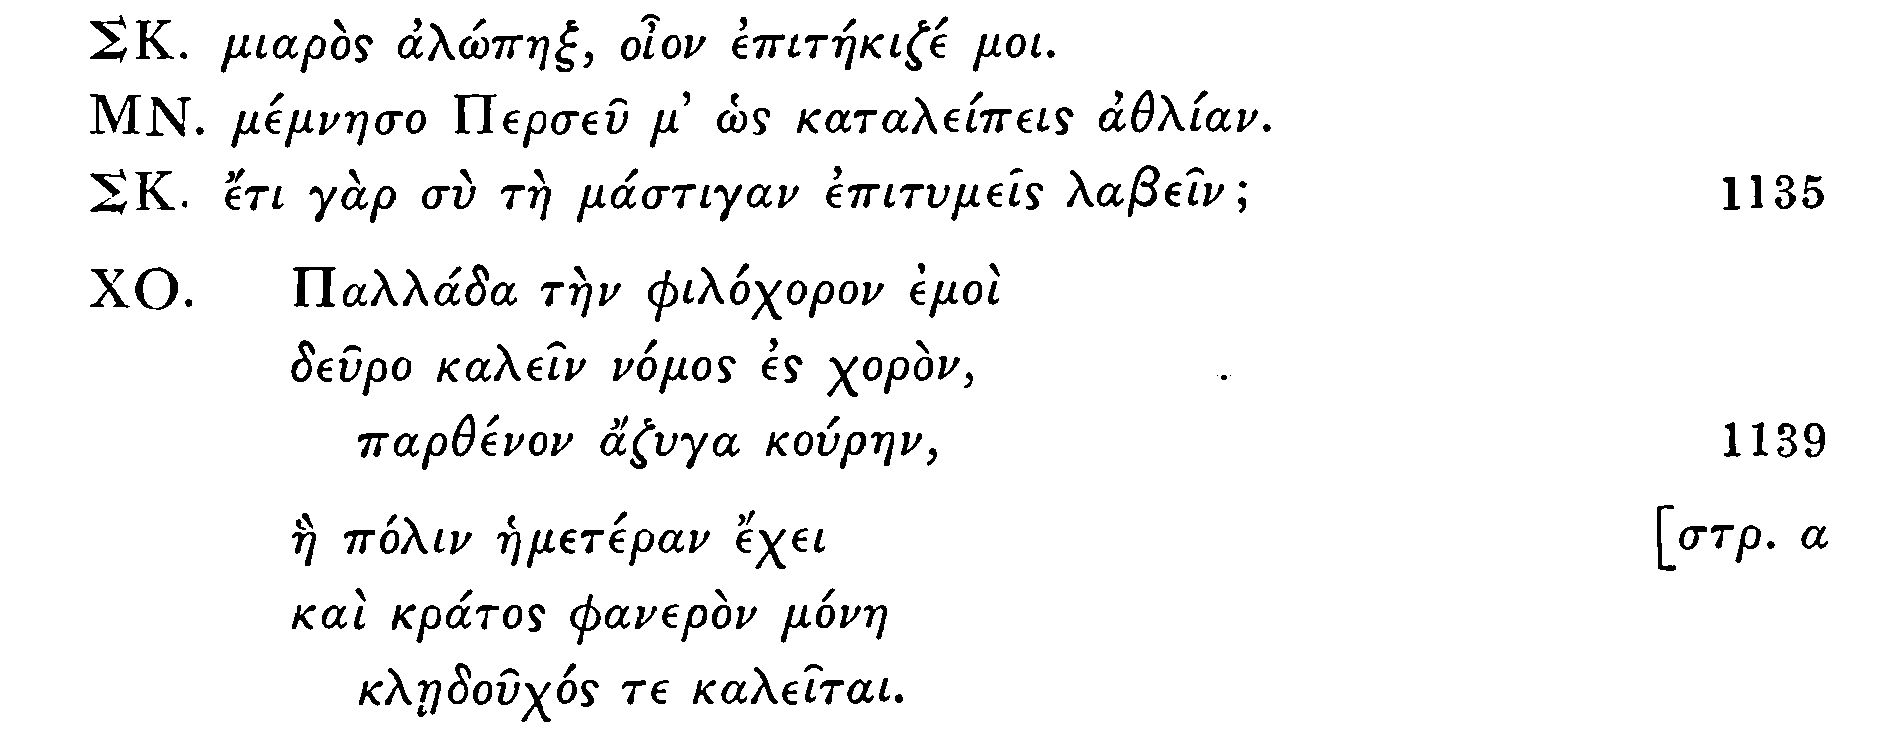 ΣΚ. μιαρὸς ἀλώπηξ, οἷον ἐπιτήκιζέ μοι.
ΜΝ. μέμνησο Περσεῦ μ' ὡς καταλείπεις ἀθλίαν.
ΣΚ. ἔτι γὰρ σὺ τὴ μάστιγαν ἐπιτυμεῖς λαβεῖν; 1135
ΧΟ. Παλλάδα τὴν φιλόχορον ἐμοὶ
δεῦρο καλεῖν νόμος ἐς χορὸν,
παρθένον ἄζυγα κούρην, 1139
ἣ πόλιν ἡμετέραν ἔχει [στρ. α
καὶ κράτος φανερὸν μόνη
κλῃδοῦχός τε καλεῖται.